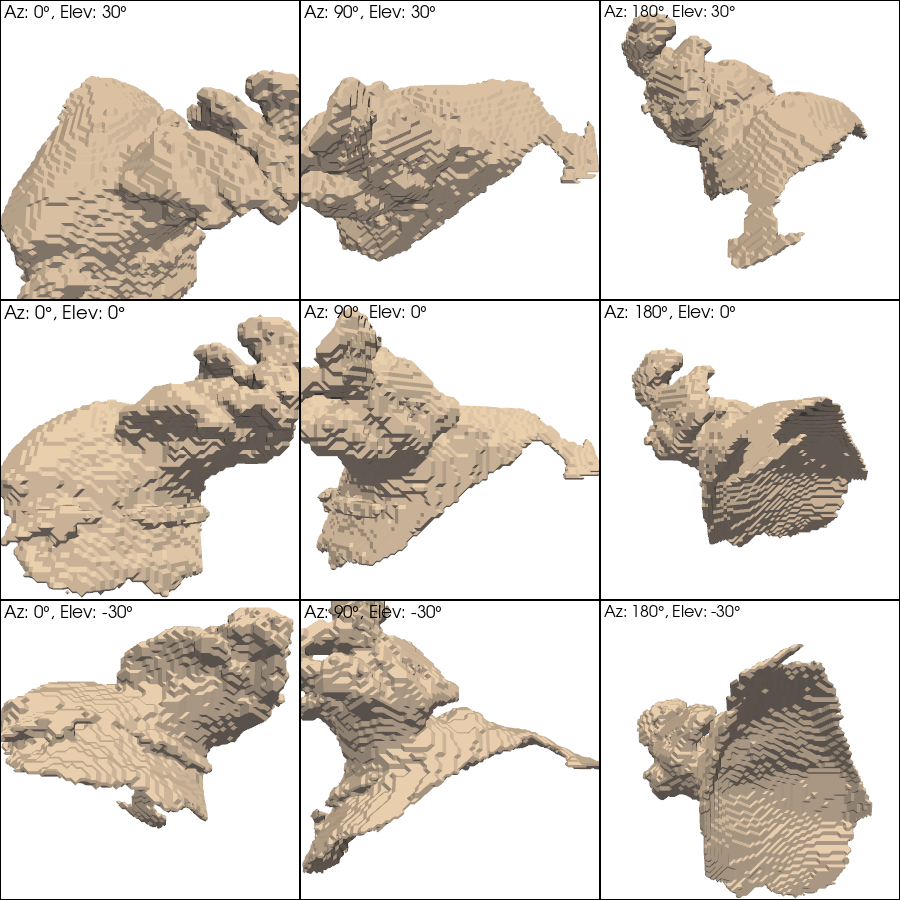 Az: 0°, Elev: 30°
Az: 90°, Elev: 30°
Az: 180°, Elev: 30°
Az: 0°, Elev: 0°
Az: 90°, Elev: 0°
Az: 180°, Elev: 0°
Az: 0°, Elev: -30°
Az: 90°, Elev: -30°
Az: 180°, Elev: -30°